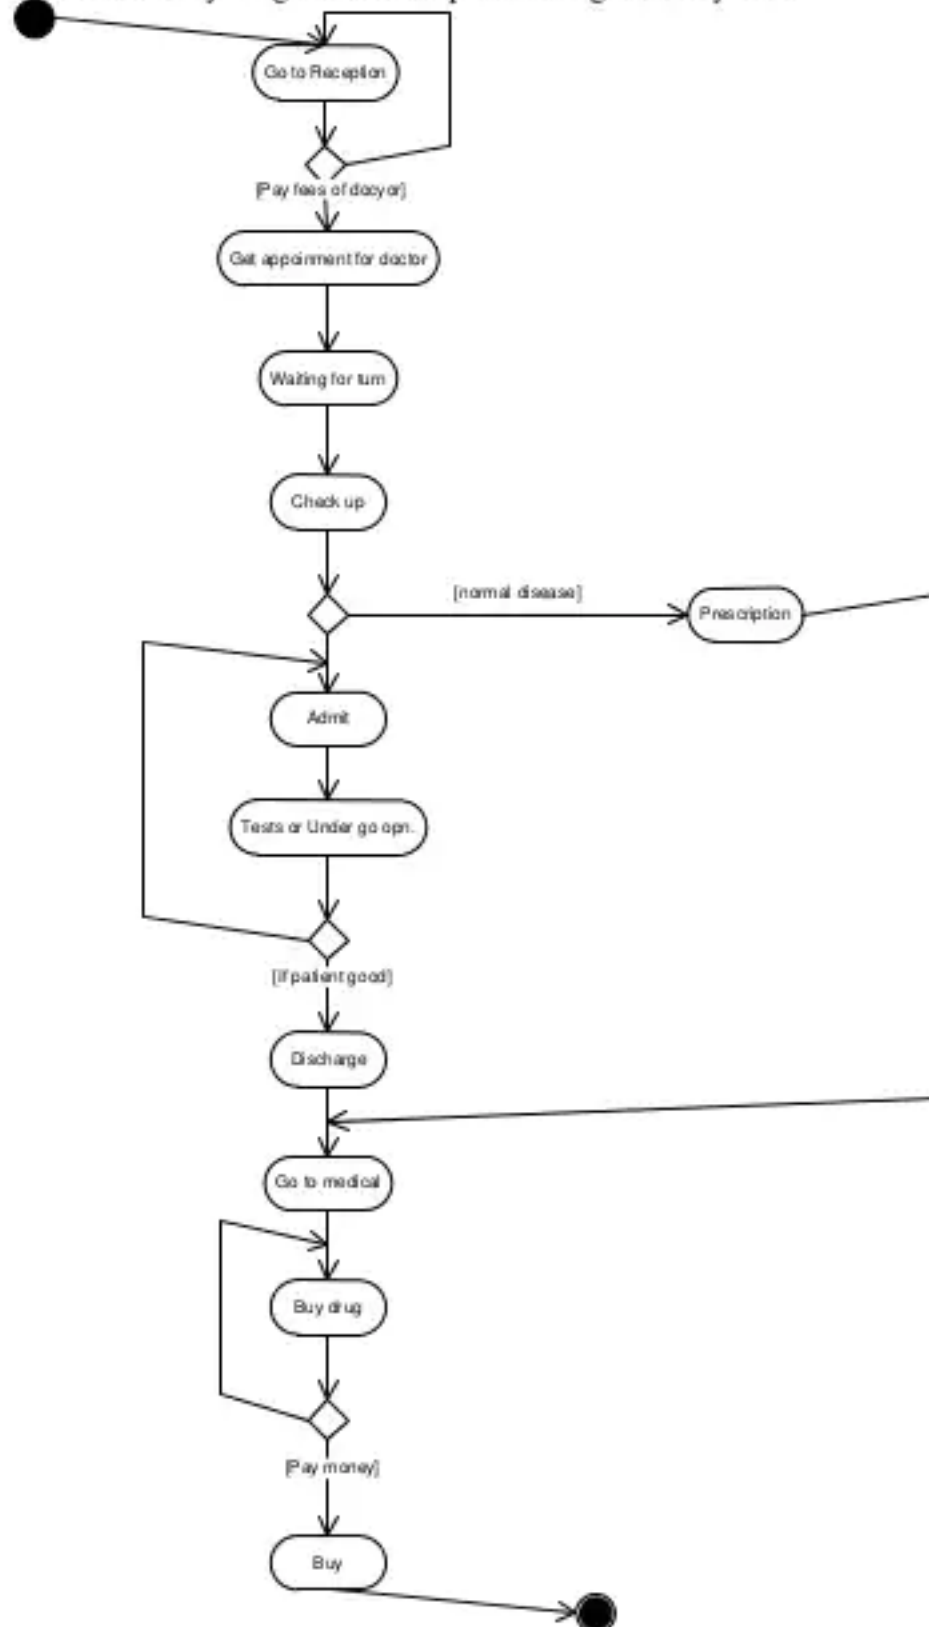 Go to Reception
[Pay fees of docyor]
Get appoinment for doctor
Waiting for turn
Check up
[normal disease]
Prescription
Admit
Tests or Under go opn.
[If patient good]
Discharge
Go to medical
Buy drug
[Pay money]
Buy